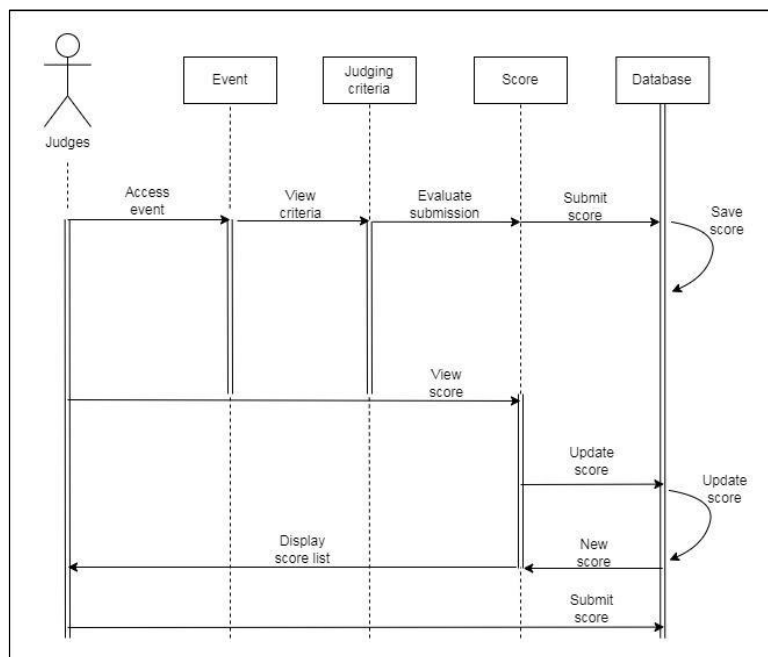 Judges
Event
Judging
criteria
Score
Database
Access
event
View
criteria
Evaluate
submission
Submit
score
Save
score
View
score
Update
score
Update
score
New
score
Display
score list
Submit
score